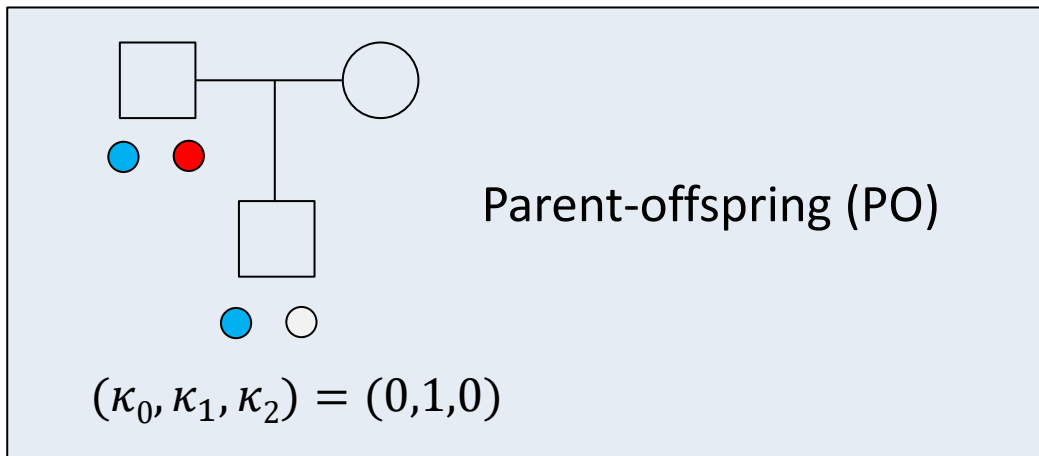 Parent-offspring (PO)
(κ₀, κ₁, κ₂) = (0,1,0)